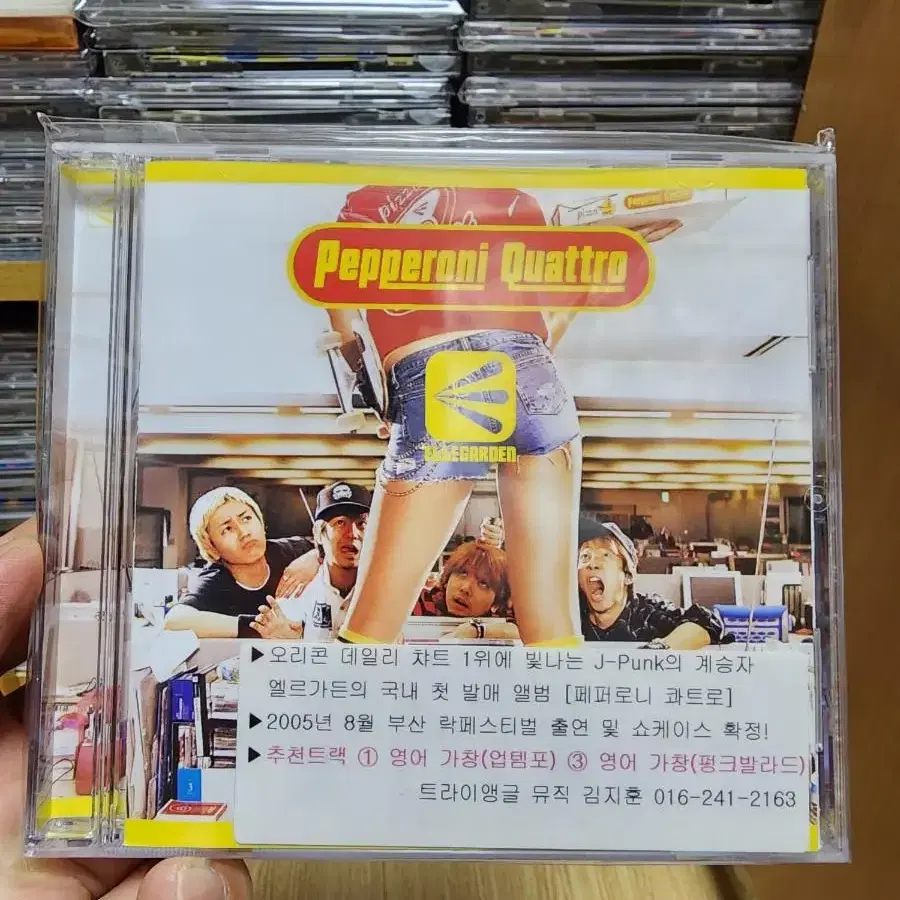 pizza
pizza
Pepperoni Quattro
Pepperoni Quattro
ELLEGARDEN
▶오리콘 데일리 챠트 1위에 빛나는 J-Punk의 계승자
엘르가든의 국내 첫 발매 앨범 [페퍼로니 콰트로]
▶2005년 8월 부산 락페스티벌 출연 및 쇼케이스 확정!
▶추천트랙 ① 영어 가창(업템포) ③ 영어 가창(펑크발라드)
트라이앵글 뮤직 김지훈 016-241-2163